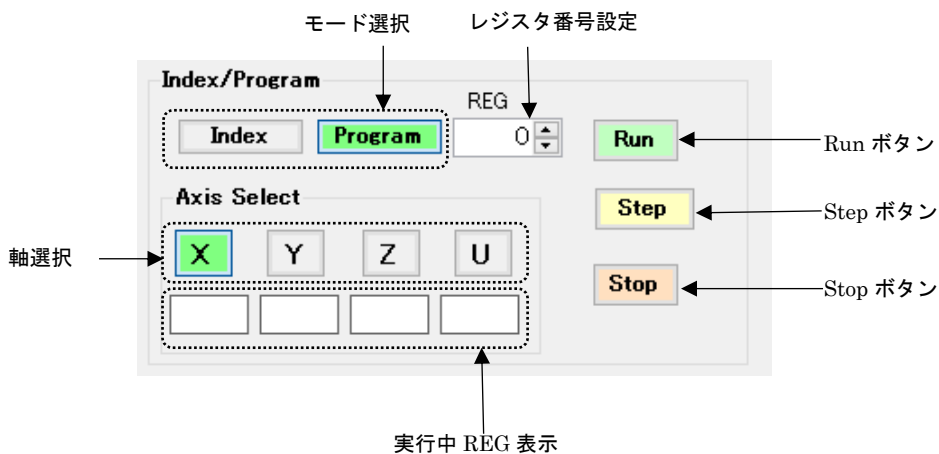 モード選択
レジスタ番号設定
Index/Program
REG
Index
Program
0
Run
Run ボタン
Axis Select
Step
Step ボタン
軸選択
X
Y
Z
U
Stop
Stop ボタン
実行中 REG 表示